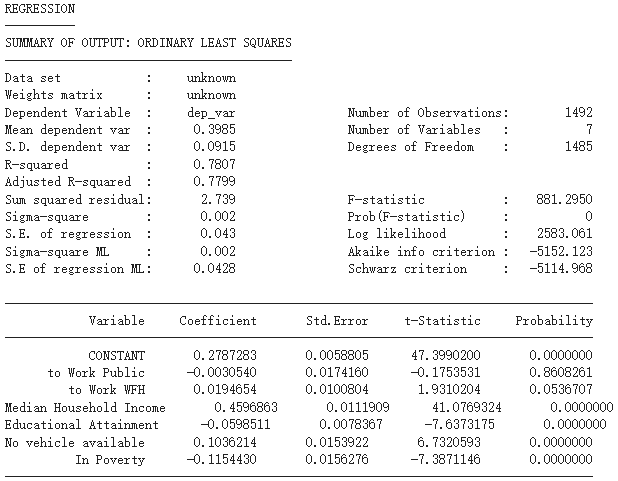 REGRESSION
SUMMARY OF OUTPUT: ORDINARY LEAST SQUARES
Data set : unknown
Weights matrix : unknown
Dependent Variable : dep_var Number of Observations: 1492
Mean dependent var : 0.3985 Number of Variables : 7
S.D. dependent var : 0.0915 Degrees of Freedom : 1485
R-squared : 0.7807
Adjusted R-squared : 0.7799
Sum squared residual: 2.739 F-statistic : 881.2950
Sigma-square : 0.002 Prob(F-statistic) : 0
S.E. of regression : 0.043 Log likelihood : 2583.061
Sigma-square ML : 0.002 Akaike info criterion : -5152.123
S.E of regression ML: 0.0428 Schwarz criterion : -5114.968
Variable Coefficient Std.Error t-Statistic Probability
CONSTANT 0.2787283 0.0058805 47.3990200 0.0000000
to Work Public -0.0030540 0.0174160 -0.1753531 0.8608261
to Work WFH 0.0194654 0.0100804 1.9310204 0.0536707
Median Household Income 0.4596863 0.0111909 41.0769324 0.0000000
Educational Attainment -0.0598511 0.0078367 -7.6373175 0.0000000
No vehicle available 0.1036214 0.0153922 6.7320593 0.0000000
In Poverty -0.1154430 0.0156276 -7.3871146 0.0000000